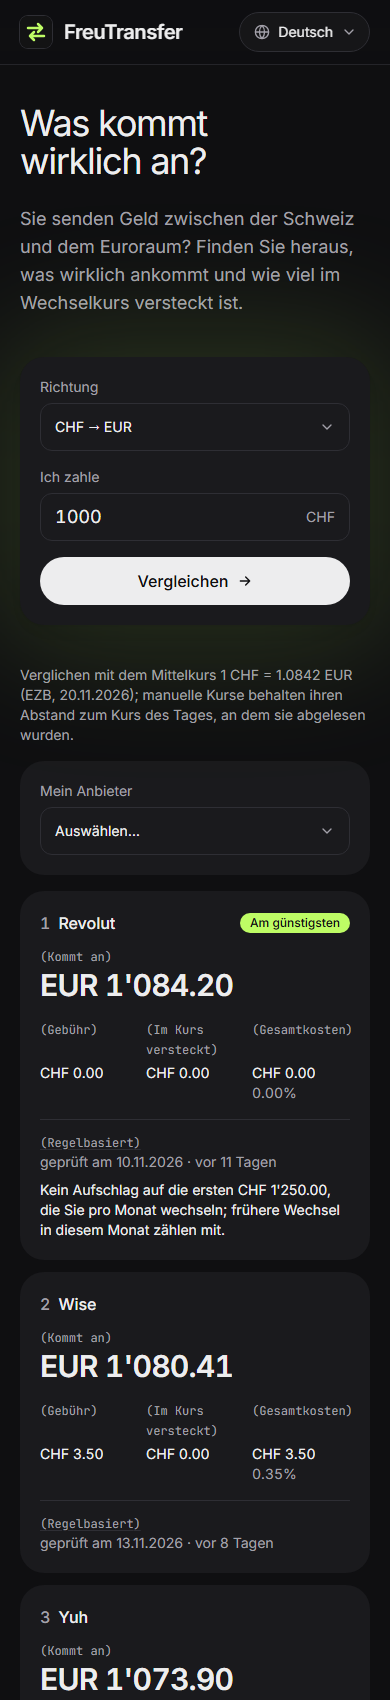 FreuTransfer
Deutsch
Was kommt
wirklich an?
Sie senden Geld zwischen der Schweiz
und dem Euroraum? Finden Sie heraus,
was wirklich ankommt und wie viel im
Wechselkurs versteckt ist.
Richtung
CHF → EUR
Ich zahle
1000 CHF
Vergleichen →
Verglichen mit dem Mittelkurs 1 CHF = 1.0842 EUR
(EZB, 20.11.2026); manuelle Kurse behalten ihren
Abstand zum Kurs des Tages, an dem sie abgelesen
wurden.
Mein Anbieter
Auswählen...
1 Revolut Am günstigsten
(Kommt an)
EUR 1'084.20
(Gebühr) (Im Kurs versteckt) (Gesamtkosten)
CHF 0.00 CHF 0.00 CHF 0.00
0.00%
(Regelbasiert)
geprüft am 10.11.2026 · vor 11 Tagen
Kein Aufschlag auf die ersten CHF 1'250.00,
die Sie pro Monat wechseln; frühere Wechsel
in diesem Monat zählen mit.
2 Wise
(Kommt an)
EUR 1'080.41
(Gebühr) (Im Kurs versteckt) (Gesamtkosten)
CHF 3.50 CHF 0.00 CHF 3.50
0.35%
(Regelbasiert)
geprüft am 13.11.2026 · vor 8 Tagen
3 Yuh
(Kommt an)
EUR 1'073.90